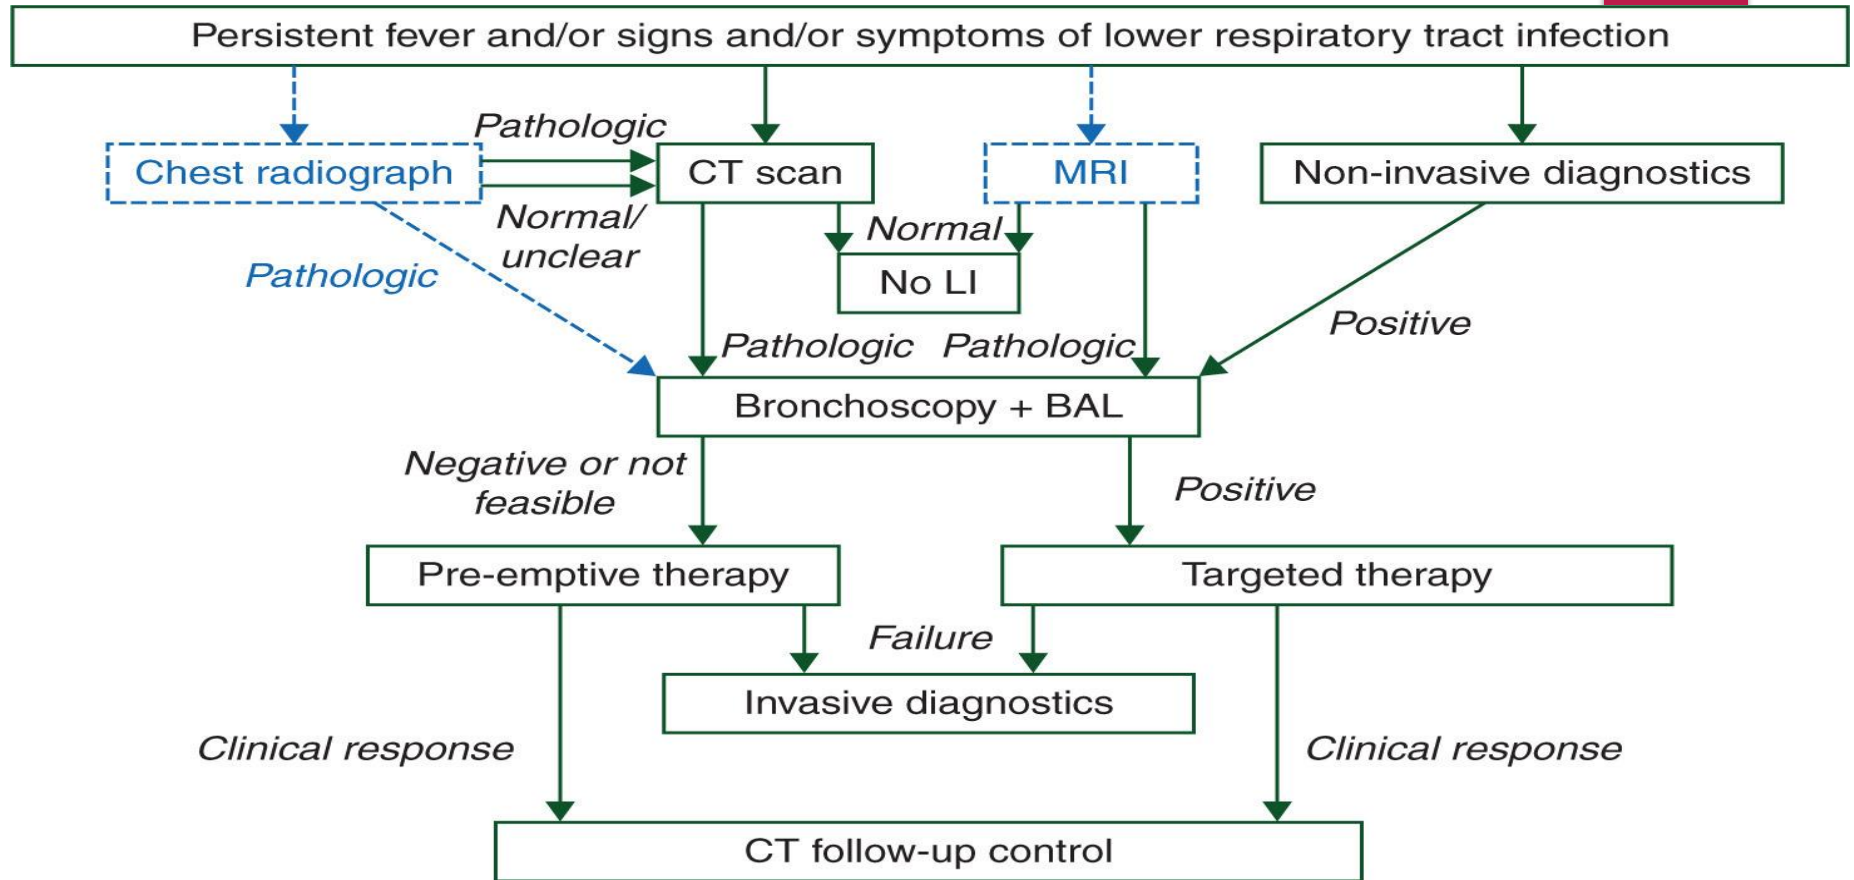 Persistent fever and/or signs and/or symptoms of lower respiratory tract infection
Pathologic
Chest radiograph
CT scan
MRI
Non-invasive diagnostics
Normal/
unclear
Normal
Pathologic
No LI
Positive
Pathologic
Pathologic
Bronchoscopy + BAL
Negative or not
feasible
Positive
Pre-emptive therapy
Targeted therapy
Failure
Invasive diagnostics
Clinical response
Clinical response
CT follow-up control